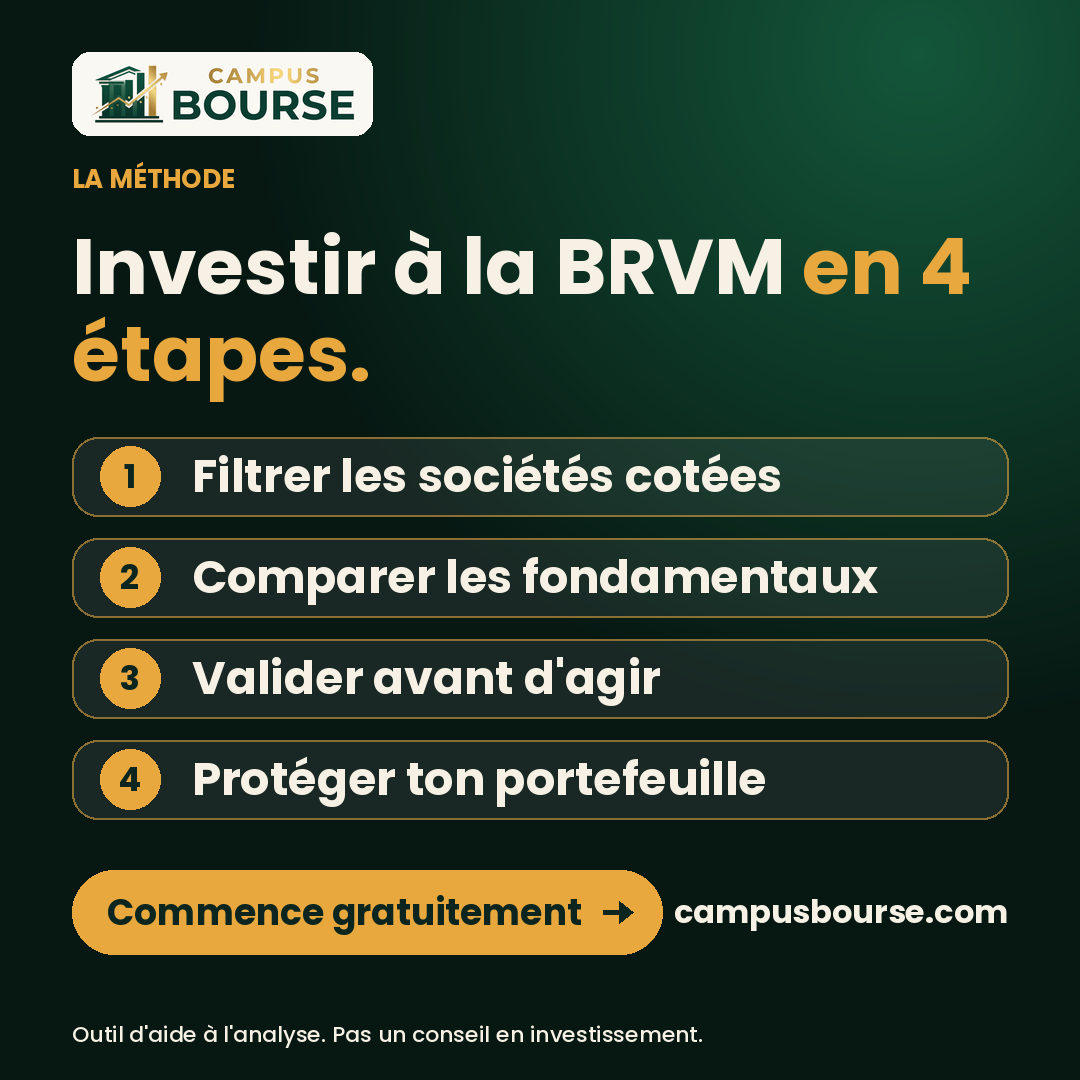 CAMPUS
BOURSE
LA MÉTHODE
Investir à la BRVM en 4
étapes.
1 Filtrer les sociétés cotées
2 Comparer les fondamentaux
3 Valider avant d'agir
4 Protéger ton portefeuille
Commence gratuitement → campusbourse.com
Outil d'aide à l'analyse. Pas un conseil en investissement.